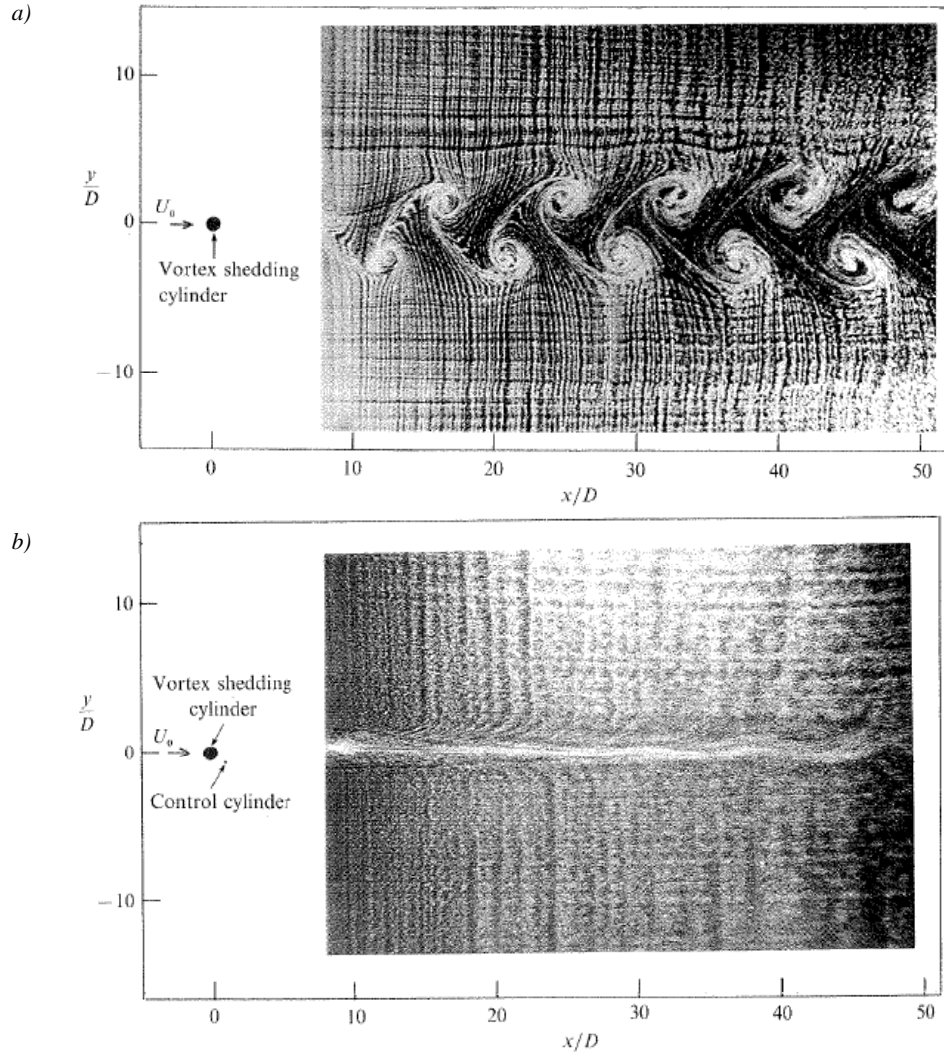 a)
10
y
D
U₀
0
Vortex shedding
cylinder
−10
0
10
20
30
40
50
x/D
b)
10
Vortex shedding
cylinder
y
D
U₀
0
Control cylinder
−10
0
10
20
30
40
50
x/D